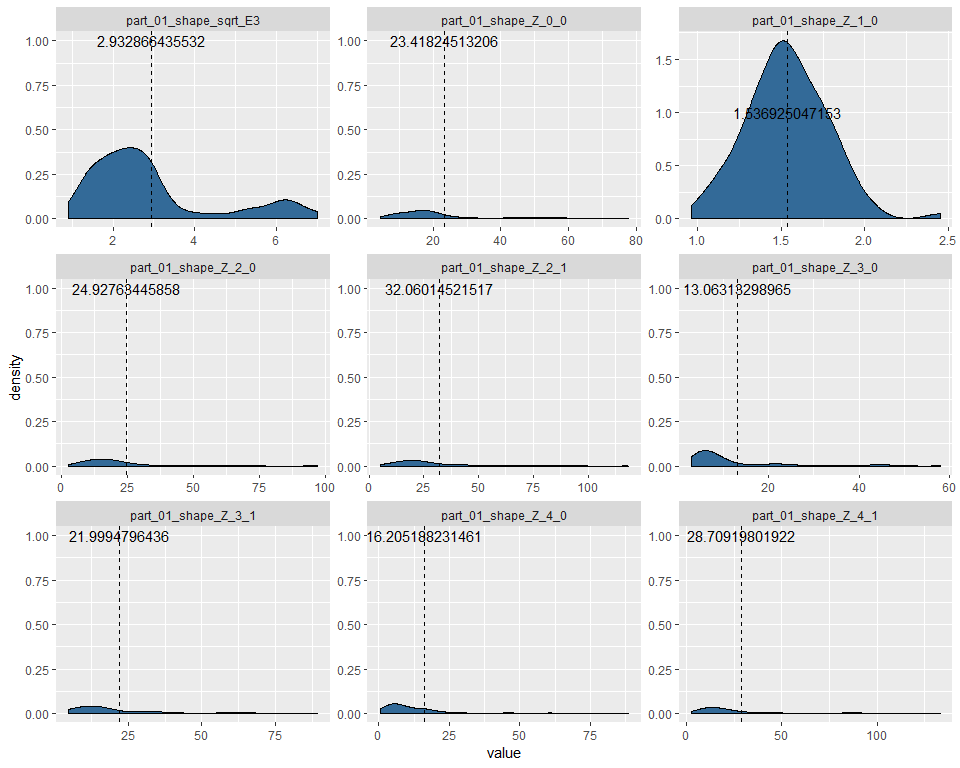 part_01_shape_sqrt_E3 part_01_shape_Z_0_0 part_01_shape_Z_1_0
1.00 2.932866435532 1.00 23.41824513206
1.5
0.75 0.75
1.0 1.536925047153
0.50 0.50
0.5
0.25 0.25
0.00 0.00 0.0
2 4 6 20 40 60 80 1.0 1.5 2.0 2.5
part_01_shape_Z_2_0 part_01_shape_Z_2_1 part_01_shape_Z_3_0
1.00 24.92763445858 1.00 32.06014521517 1.00 13.06313298965
0.75 0.75 0.75
density
0.50 0.50 0.50
0.25 0.25 0.25
0.00 0.00 0.00
0 25 50 75 100 0 25 50 75 100 20 40 60
part_01_shape_Z_3_1 part_01_shape_Z_4_0 part_01_shape_Z_4_1
1.00 21.9994796436 1.00 16.205188231461 1.00 28.70919801922
0.75 0.75 0.75
0.50 0.50 0.50
0.25 0.25 0.25
0.00 0.00 0.00
25 50 75 0 25 50 75 0 50 100
value